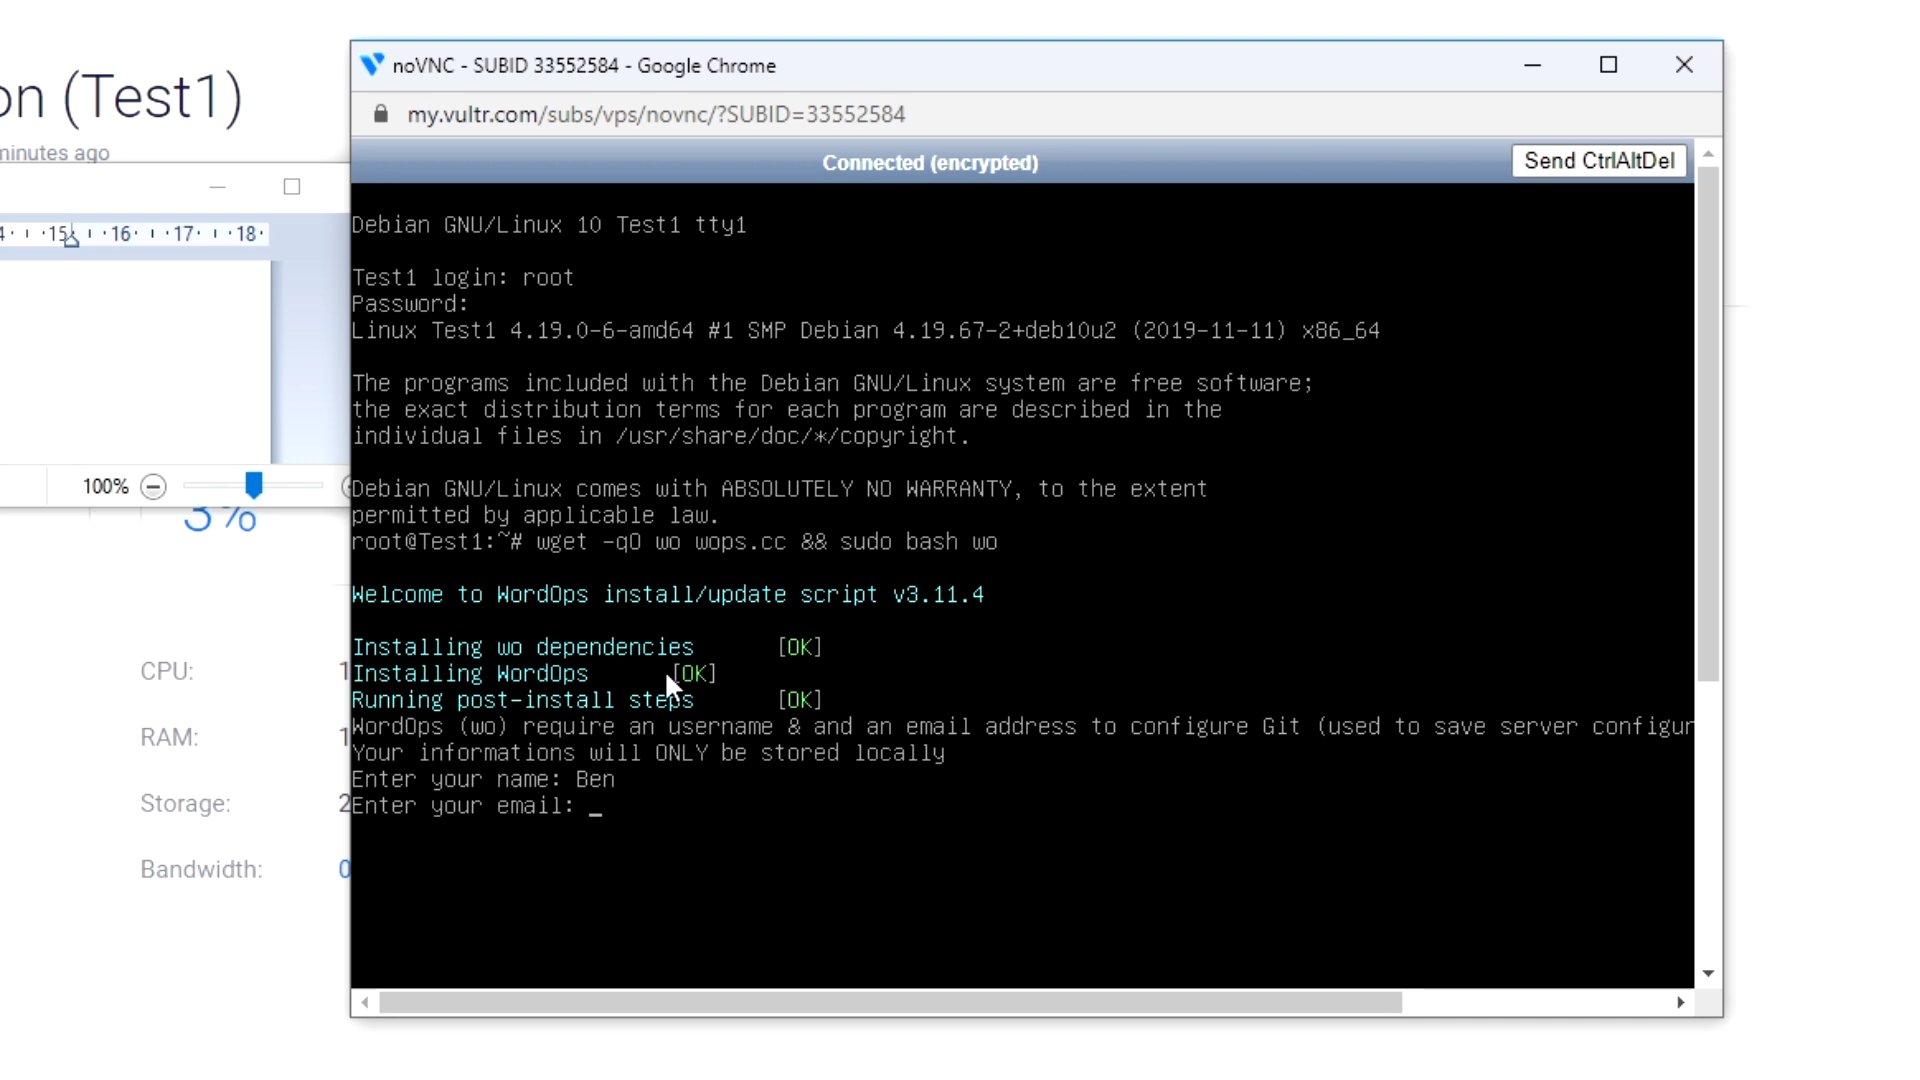 on (Test1)
minutes ago
noVNC - SUBID 33552584 - Google Chrome
my.vultr.com/subs/vps/novnc/?SUBID=33552584
Connected (encrypted)
Send CtrlAltDel
4 · 15 · 16 · 17 · 18 ·
100%
3%
CPU: 1
RAM: 1
Storage: 2
Bandwidth: 0
Debian GNU/Linux 10 Test1 tty1
Test1 login: root
Password:
Linux Test1 4.19.0-6-amd64 #1 SMP Debian 4.19.67-2+deb10u2 (2019-11-11) x86_64
The programs included with the Debian GNU/Linux system are free software;
the exact distribution terms for each program are described in the
individual files in /usr/share/doc/*/copyright.
Debian GNU/Linux comes with ABSOLUTELY NO WARRANTY, to the extent
permitted by applicable law.
root@Test1:~# wget -qO wo wops.cc && sudo bash wo
Welcome to WordOps install/update script v3.11.4
Installing wo dependencies [OK]
Installing WordOps [OK]
Running post-install steps [OK]
WordOps (wo) require an username & and an email address to configure Git (used to save server configur
Your informations will ONLY be stored locally
Enter your name: Ben
Enter your email: _